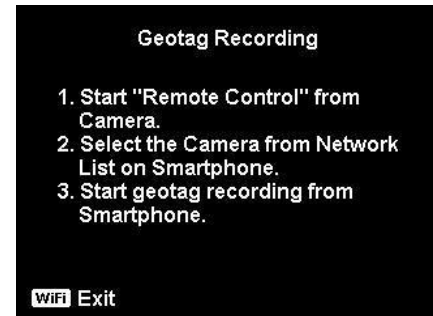 Geotag Recording
1. Start "Remote Control" from
Camera.
2. Select the Camera from Network
List on Smartphone.
3. Start geotag recording from
Smartphone.
WiFi Exit